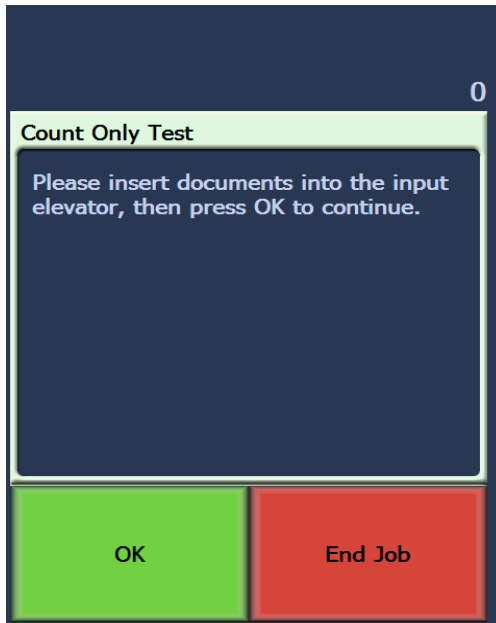 0
Count Only Test
Please insert documents into the input
elevator, then press OK to continue.
OK
End Job